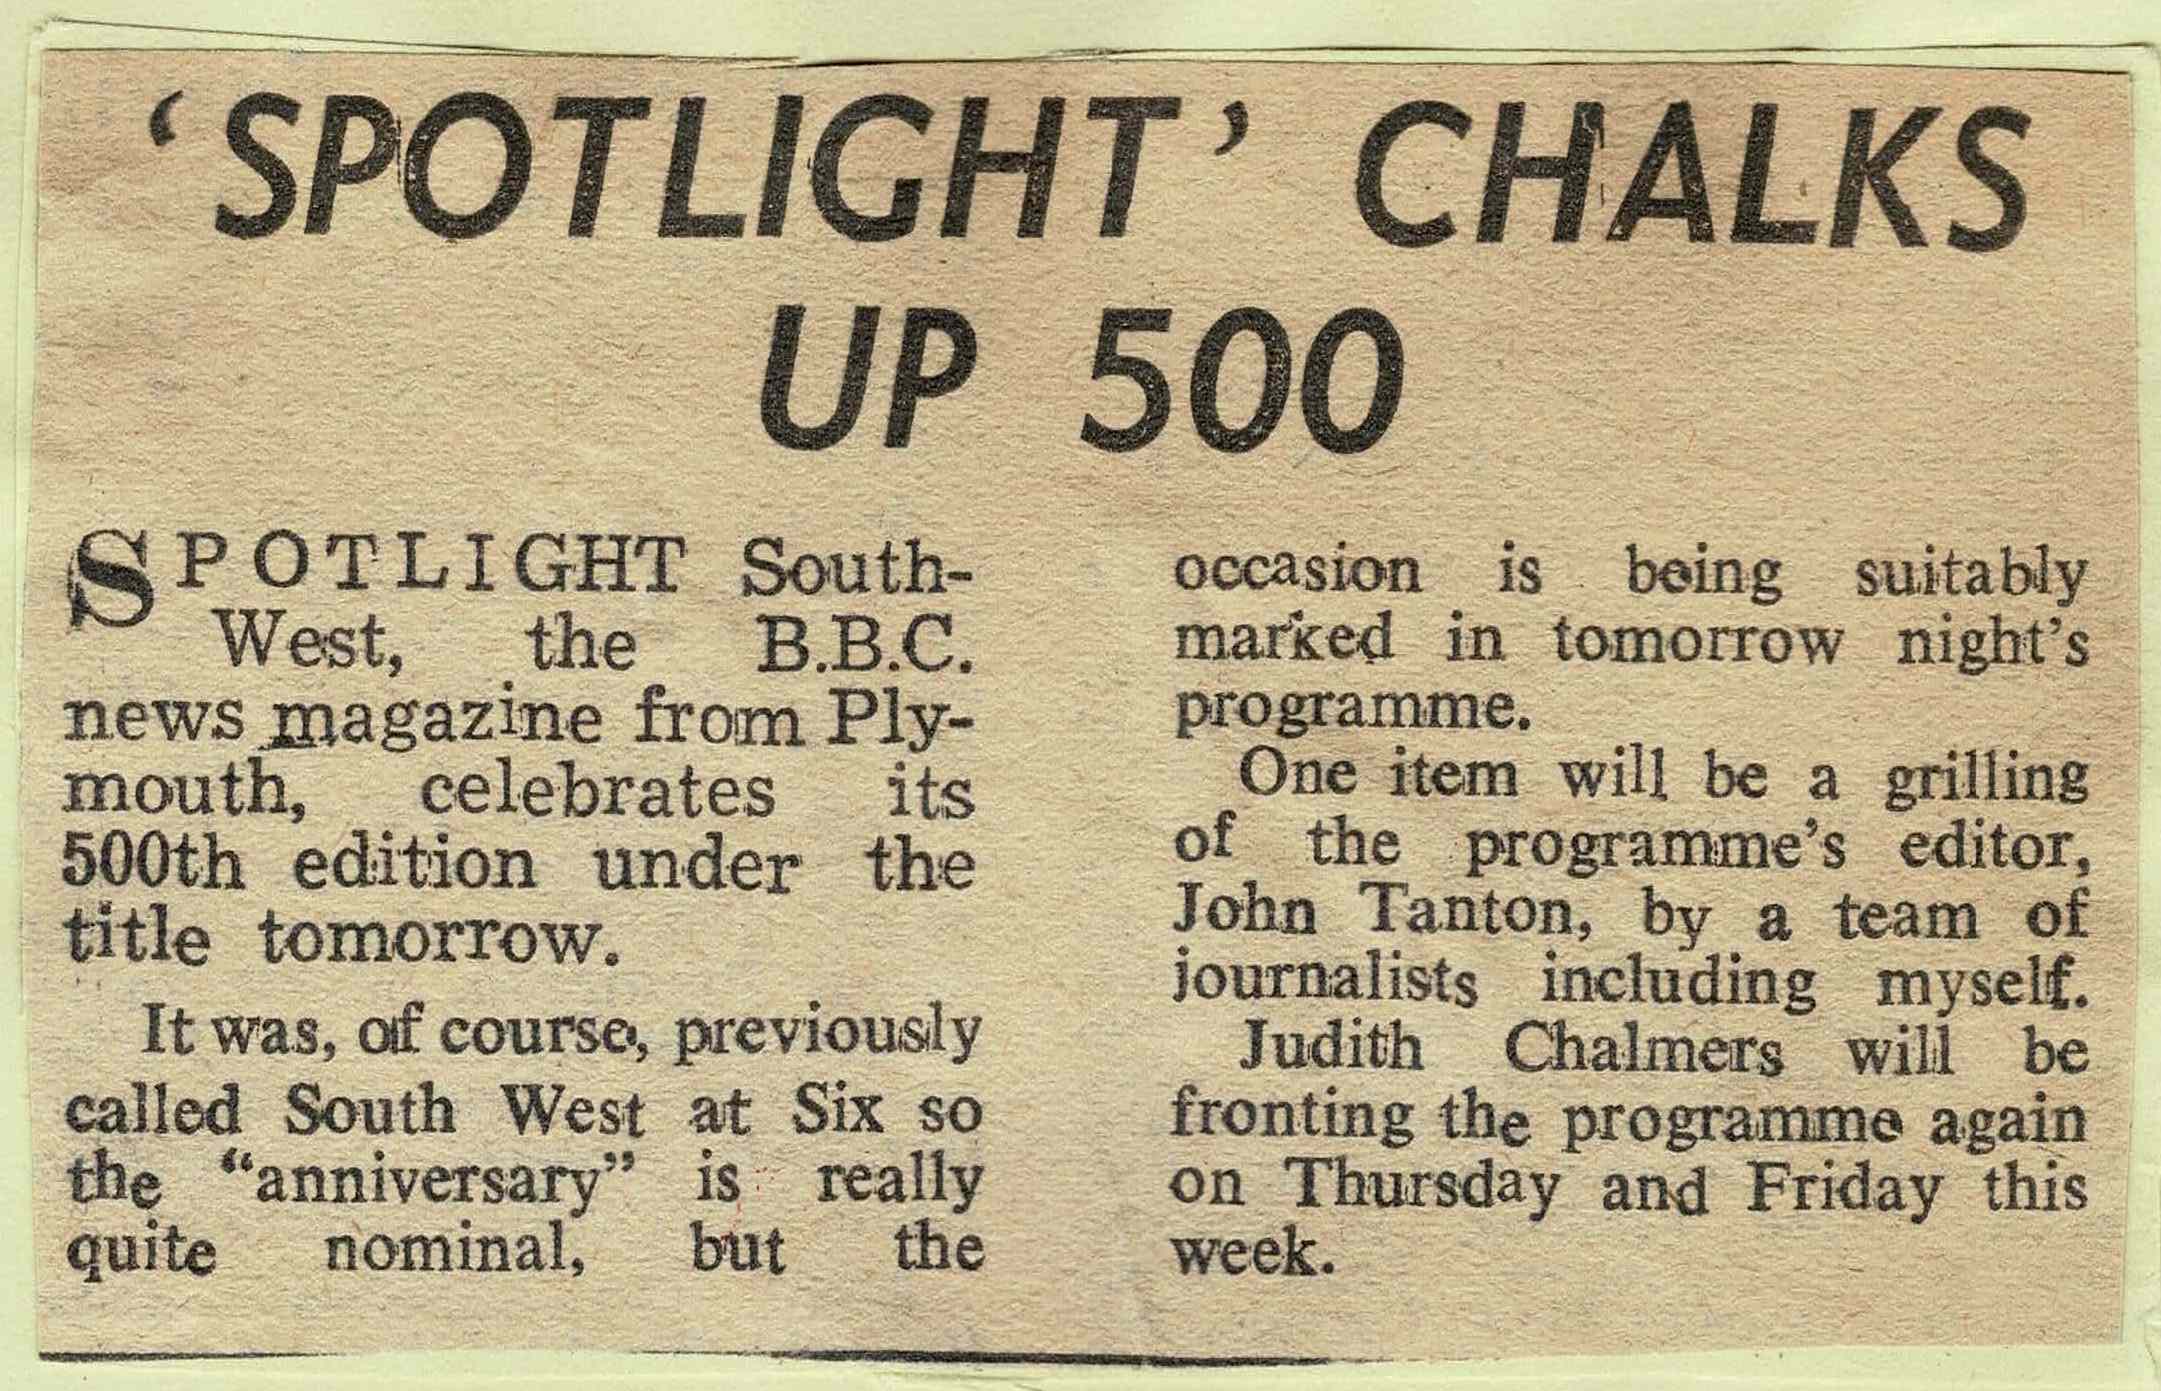 ‘SPOTLIGHT’ CHALKS
UP 500
SPOTLIGHT South-
West, the B.B.C.
news magazine from Ply-
mouth, celebrates its
500th edition under the
title tomorrow.
It was, of course, previously
called South West at Six so
the “anniversary” is really
quite nominal, but the
occasion is being suitably
marked in tomorrow night’s
programme.
One item will be a grilling
of the programme’s editor,
John Tanton, by a team of
journalists including myself.
Judith Chalmers will be
fronting the programme again
on Thursday and Friday this
week.